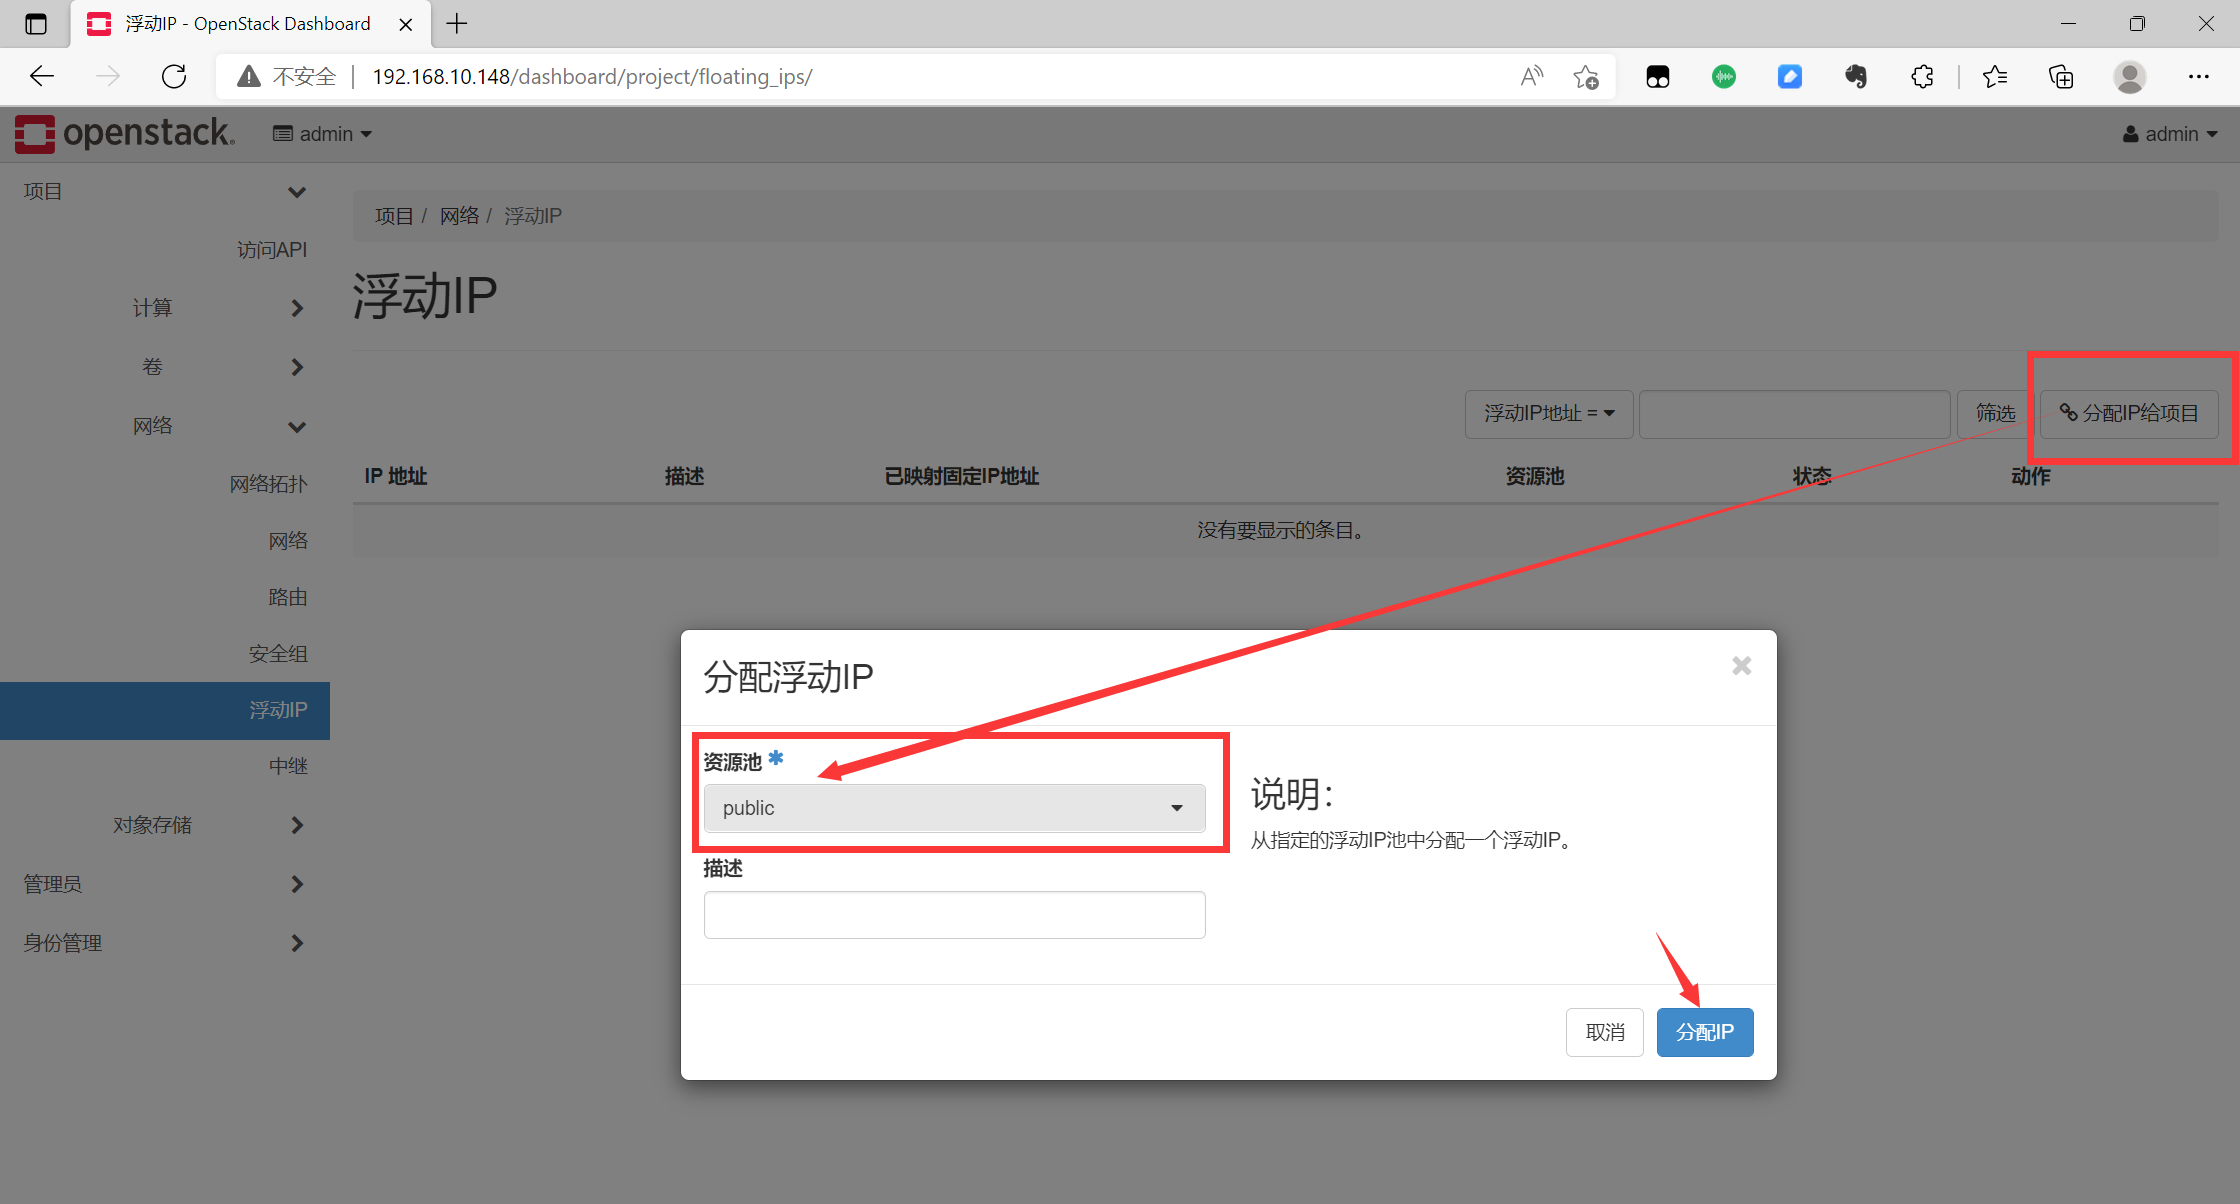 浮动IP - OpenStack Dashboard
不安全 192.168.10.148/dashboard/project/floating_ips/
openstack. admin admin
项目
访问API
计算
卷
网络
网络拓扑
网络
路由
安全组
浮动IP
中继
对象存储
管理员
身份管理
项目 / 网络 / 浮动IP
浮动IP
浮动IP地址 = 筛选 分配IP给项目
IP 地址 描述 已映射固定IP地址 资源池 状态 动作
没有要显示的条目。
分配浮动IP
资源池
public
描述
说明：
从指定的浮动IP池中分配一个浮动IP。
取消 分配IP